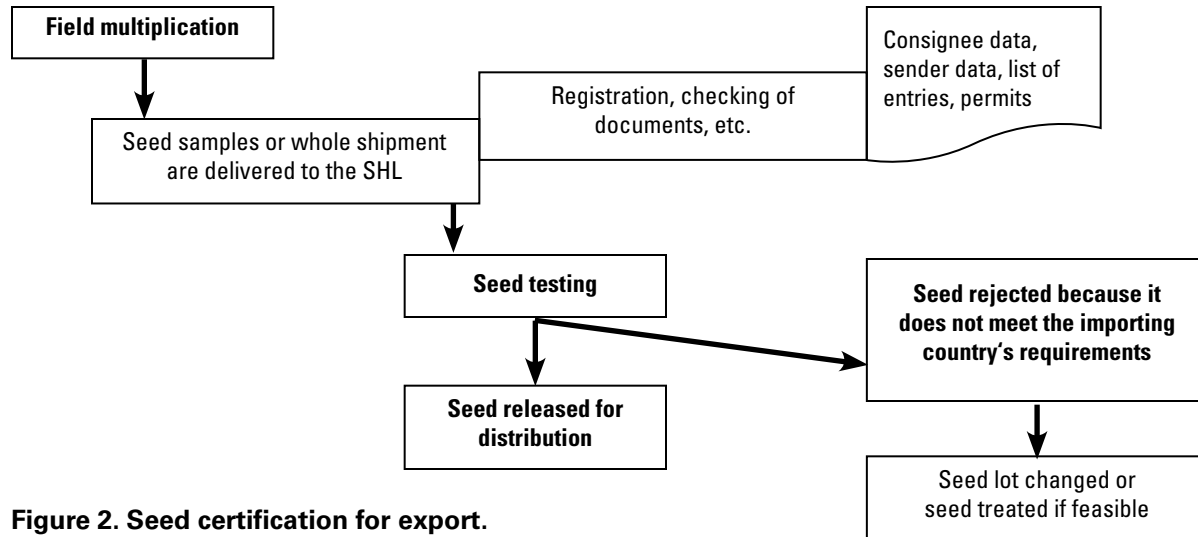 Field multiplication
Consignee data,
sender data, list of
entries, permits
Registration, checking of
documents, etc.
Seed samples or whole shipment
are delivered to the SHL
Seed testing
Seed rejected because it
does not meet the importing
country‘s requirements
Seed released for
distribution
Seed lot changed or
seed treated if feasible
Figure 2. Seed certification for export.